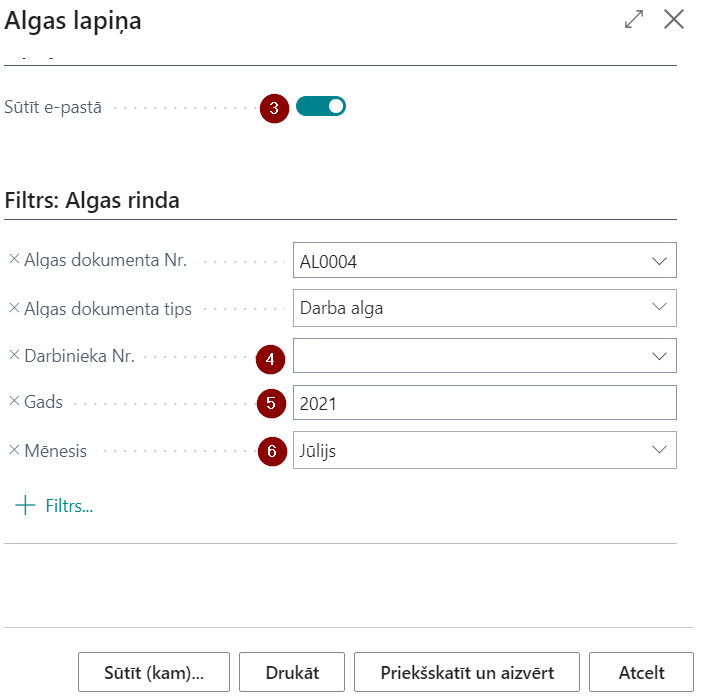 Algas lapiņa
Sūtīt e-pastā 3
Filtrs: Algas rinda
Algas dokumenta Nr. AL0004
Algas dokumenta tips Darba alga
Darbinieka Nr. 4
Gads 5 2021
Mēnesis 6 Jūlijs
Filtrs...
Sūtīt (kam)... Drukāt Priekšskatīt un aizvērt Atcelt